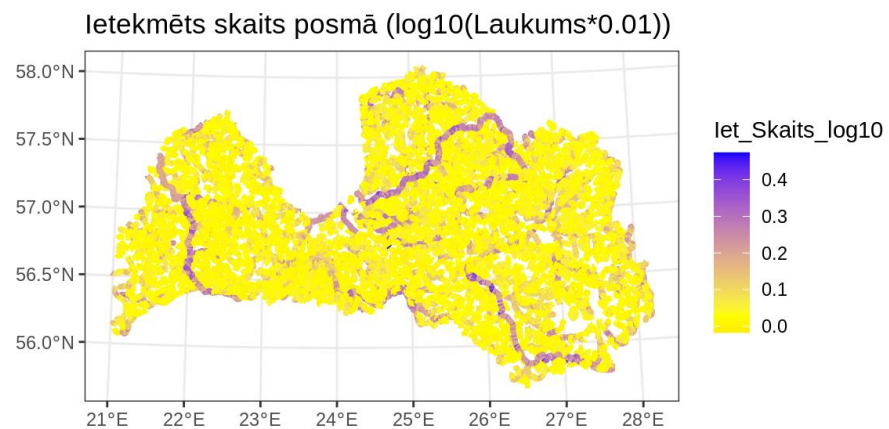 Ietekmēts skaits posmā (log10(Laukums*0.01))
58.0°N
57.5°N
57.0°N
56.5°N
56.0°N
21°E 22°E 23°E 24°E 25°E 26°E 27°E 28°E
Iet_Skaits_log10
0.4
0.3
0.2
0.1
0.0